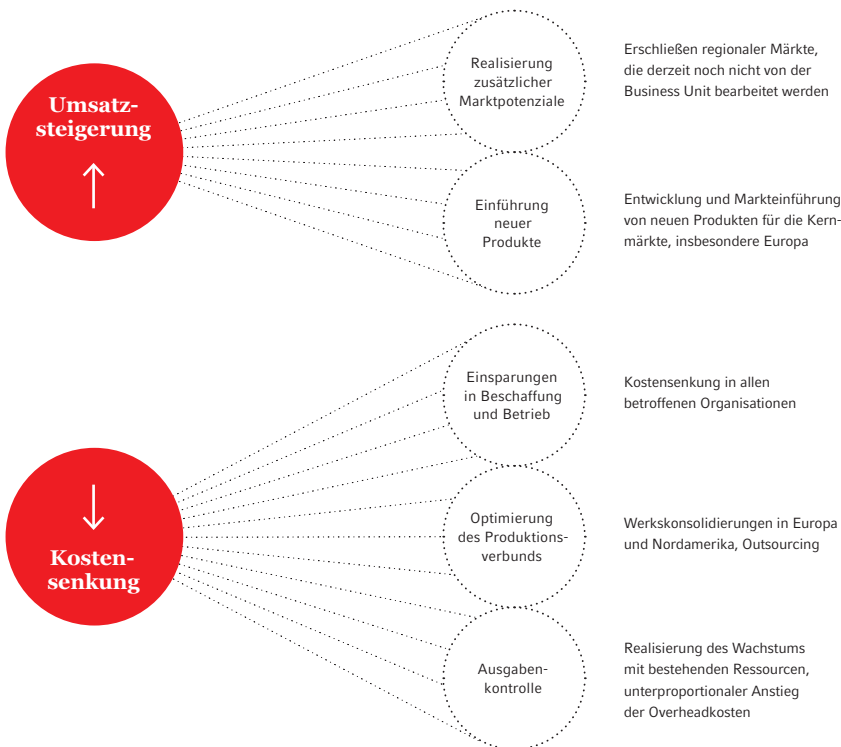 Umsatz-
steigerung
Realisierung
zusätzlicher
Marktpotenziale
Erschließen regionaler Märkte,
die derzeit noch nicht von der
Business Unit bearbeitet werden
Einführung
neuer
Produkte
Entwicklung und Markteinführung
von neuen Produkten für die Kern-
märkte, insbesondere Europa
Kosten-
senkung
Einsparungen
in Beschaffung
und Betrieb
Kostensenkung in allen
betroffenen Organisationen
Optimierung
des Produktions-
verbunds
Werkskonsolidierungen in Europa
und Nordamerika, Outsourcing
Ausgaben-
kontrolle
Realisierung des Wachstums
mit bestehenden Ressourcen,
unterproportionaler Anstieg
der Overheadkosten